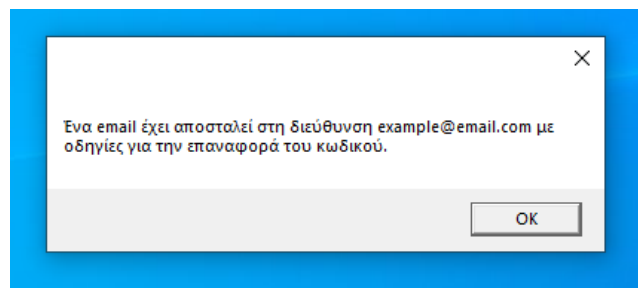 Ένα email έχει αποσταλεί στη διεύθυνση example@email.com με
οδηγίες για την επαναφορά του κωδικού.
OK